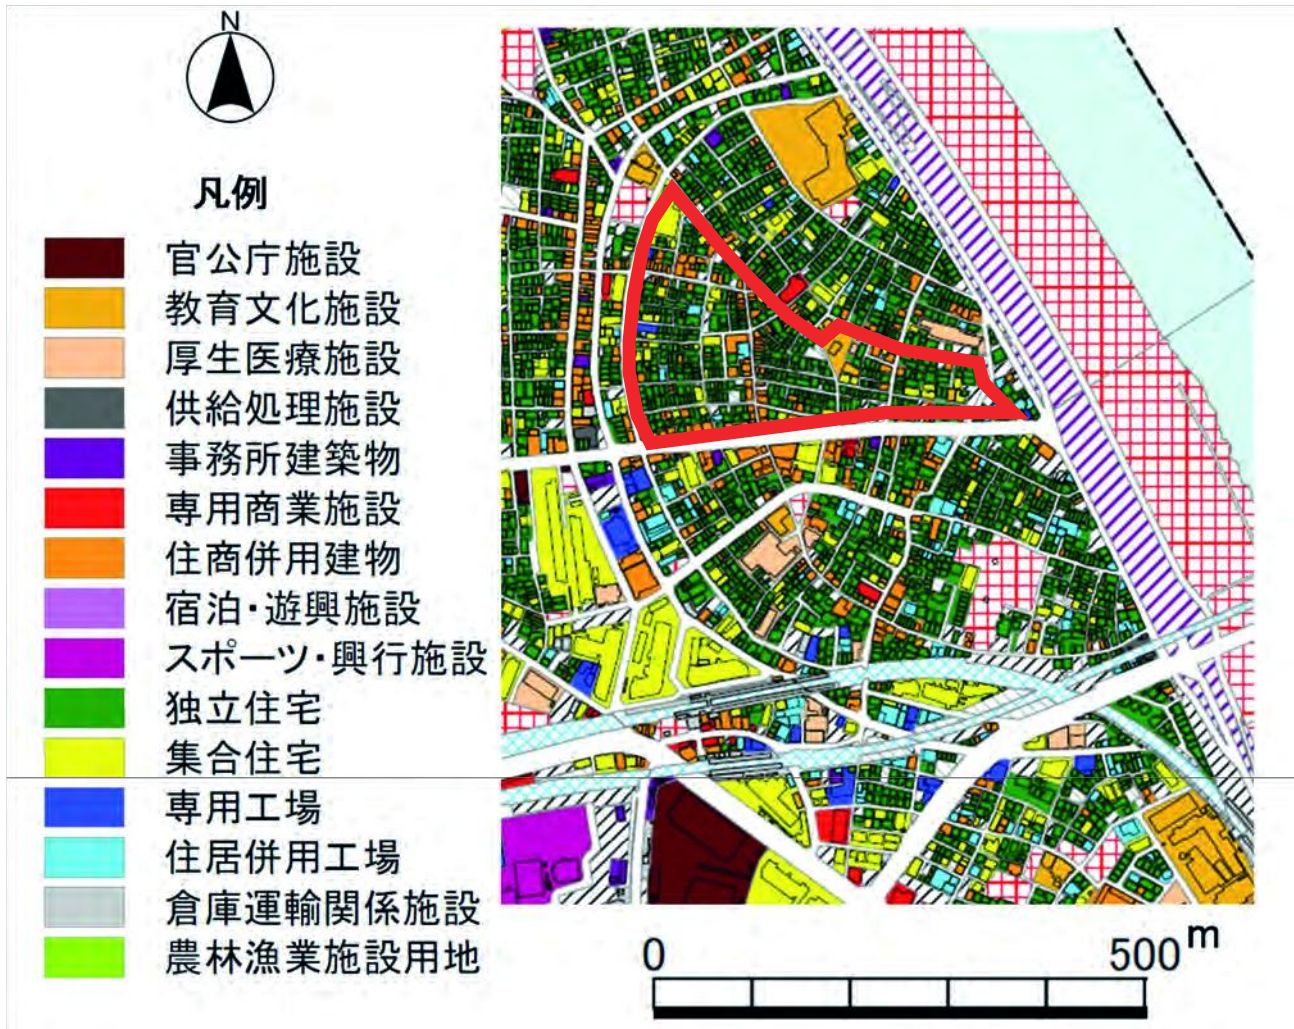 N
凡例
官公庁施設
教育文化施設
厚生医療施設
供給処理施設
事務所建築物
専用商業施設
住商併用建物
宿泊・遊興施設
スポーツ・興行施設
独立住宅
集合住宅
専用工場
住居併用工場
倉庫運輸関係施設
農林漁業施設用地
0 500m